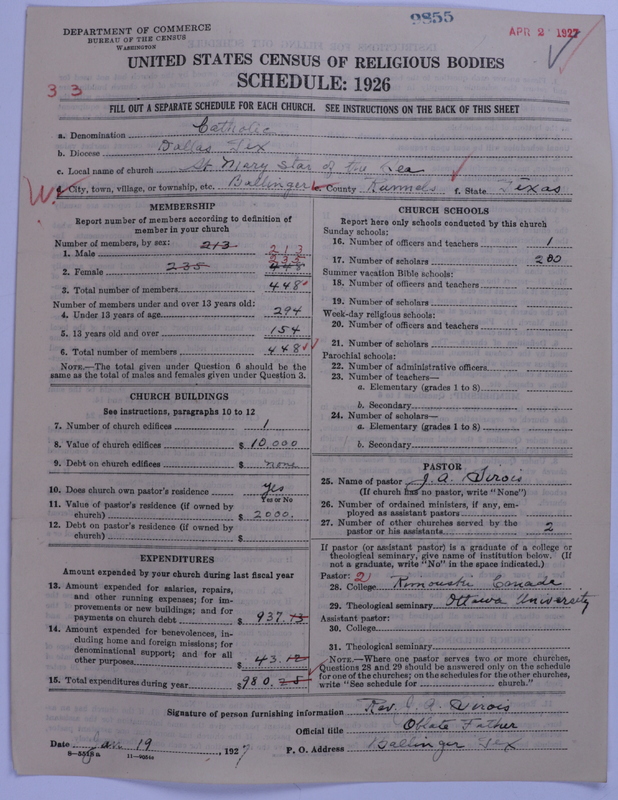 9855
APR 2 1927
DEPARTMENT OF COMMERCE
BUREAU OF THE CENSUS
WASHINGTON
UNITED STATES CENSUS OF RELIGIOUS BODIES
SCHEDULE: 1926
3 3
FILL OUT A SEPARATE SCHEDULE FOR EACH CHURCH. SEE INSTRUCTIONS ON THE BACK OF THIS SHEET
a. Denomination Catholic
b. Diocese Dallas Tex
c. Local name of church St Mary Star of the Sea
City, town, village, or township, etc. Ballinger County Runnels f. State Texas
W.
MEMBERSHIP
Report number of members according to definition of
member in your church
Number of members, by sex: 213
1. Male 213
2. Female 235 235 448
3. Total number of members 448
Number of members under and over 13 years old:
4. Under 13 years of age 294
5. 13 years old and over 154
6. Total number of members 448
NOTE.—The total given under Question 6 should be
same as the total of males and females given under Question 3.
CHURCH BUILDINGS
See instructions, paragraphs 10 to 12
7. Number of church edifices 1
8. Value of church edifices $ 10,000
9. Debt on church edifices $ none
10. Does church own pastor's residence yes
Yes or No
11. Value of pastor's residence (if owned by
church) $ 2000.
12. Debt on pastor's residence (if owned by
church) $
EXPENDITURES
Amount expended by your church during last fiscal year
13. Amount expended for salaries, repairs,
and other running expenses; for im-
provements or new buildings; and for
payments on church debt $ 937.13
14. Amount expended for benevolences, in-
cluding home and foreign missions; for
denominational support; and for all
other purposes $ 43.12
15. Total expenditures during year $ 980.25
CHURCH SCHOOLS
Report here only schools conducted by this church
Sunday schools:
16. Number of officers and teachers 1
17. Number of scholars 200
Summer vacation Bible schools:
18. Number of officers and teachers
19. Number of scholars
Week-day religious schools:
20. Number of officers and teachers
21. Number of scholars
Parochial schools:
22. Number of administrative officers
23. Number of teachers—
a. Elementary (grades 1 to 8)
b. Secondary
24. Number of scholars—
a. Elementary (grades 1 to 8)
b. Secondary
PASTOR
25. Name of pastor J. A. Sirois
(If church has no pastor, write "None")
26. Number of ordained ministers, if any, em-
ployed as assistant pastors
27. Number of other churches served by the
pastor or his assistants 2
If pastor (or assistant pastor) is a graduate of a college or
theological seminary, give name of institution below. (If
not a graduate, write "No" in the space indicated.)
Pastor: 2
28. College Rimouski Canada
29. Theological seminary Ottawa University
Assistant pastor:
30. College
31. Theological seminary
NOTE.—Where one pastor serves two or more churches,
Questions 28 and 29 should be answered only on the schedule
for one of the churches; on the schedules for the other churches,
write "See schedule for church."
Signature of person furnishing information Rev. J. A. Sirois
Official title Oblate Father
Date Jan 19, 1927 P. O. Address Ballinger Tex
8—5518a